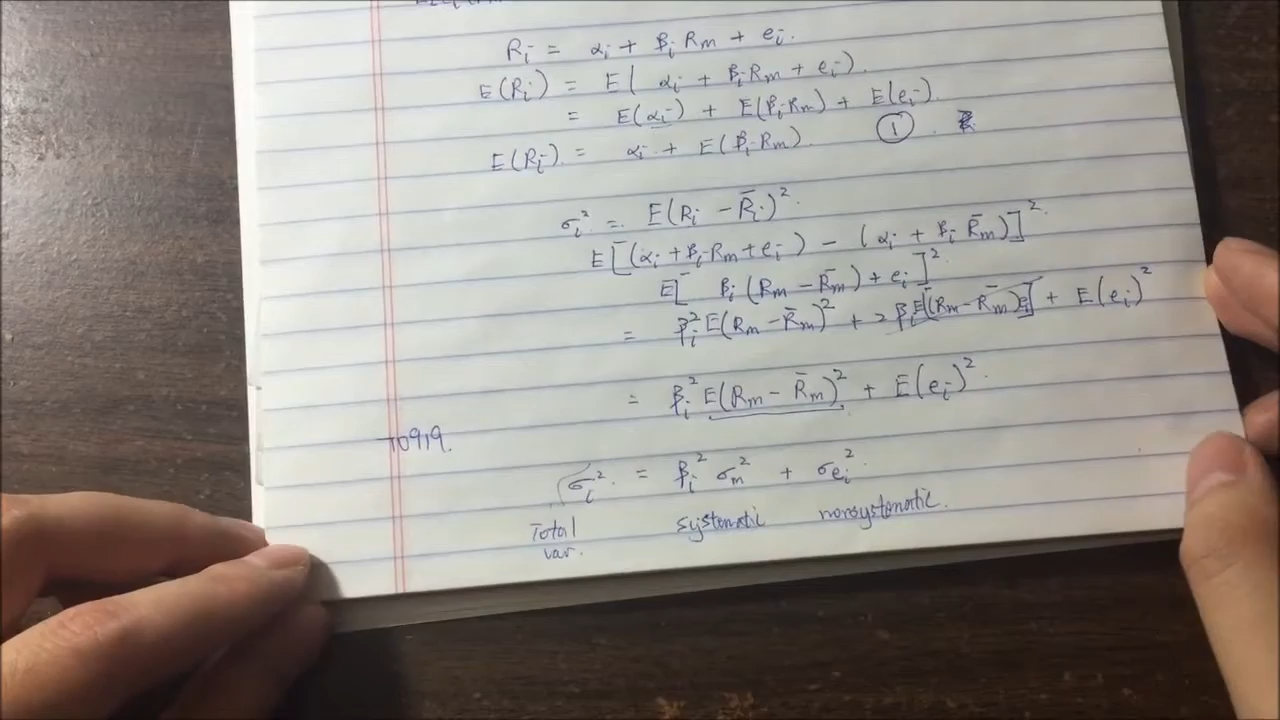 Ri = αi + βi Rm + ei.
E(Ri) = E( αi + βi Rm + ei ).
= E(αi) + E(βi Rm) + E(ei).
E(Ri). = αi + E(βi Rm). ①
σi² = E(Ri - R̄i)².
E[(αi + βi Rm + ei) - (αi + βi R̄m)]².
E[ βi (Rm - R̄m) + ei ]².
= βi² E(Rm - R̄m)² + 2 βi E[(Rm - R̄m) ei] + E(ei)²
= βi² E(Rm - R̄m)² + E(ei)².
T0919.
σi² = βi² σm² + σei².
Total systematic nonsystematic.
var.